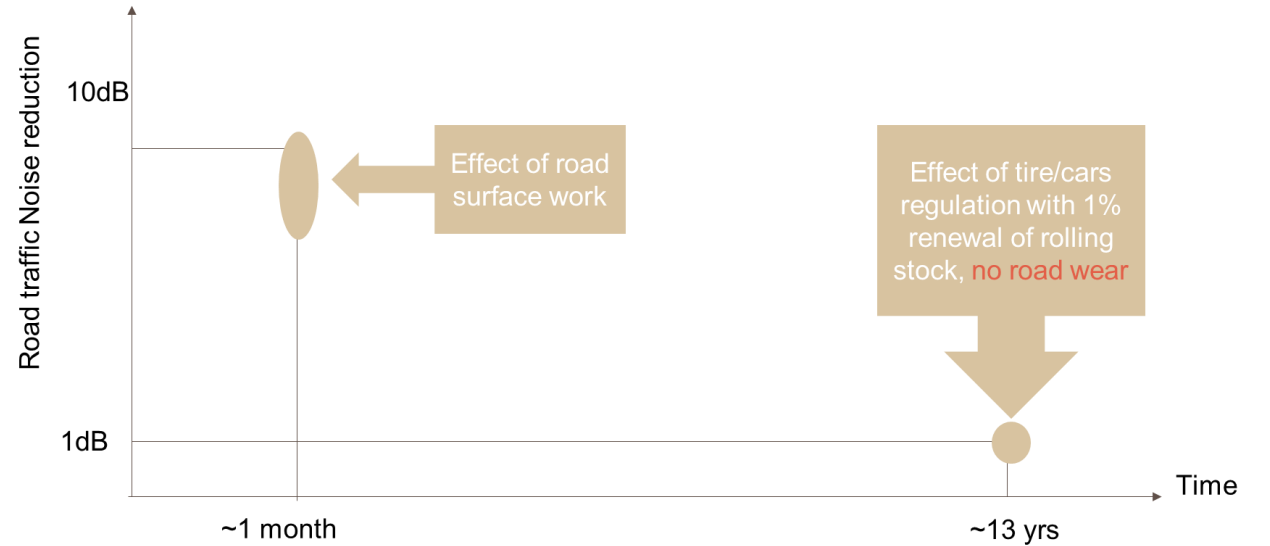 Road traffic Noise reduction
10dB
Effect of road
surface work
Effect of tire/cars
regulation with 1%
renewal of rolling
stock, no road wear
1dB
Time
~1 month
~13 yrs